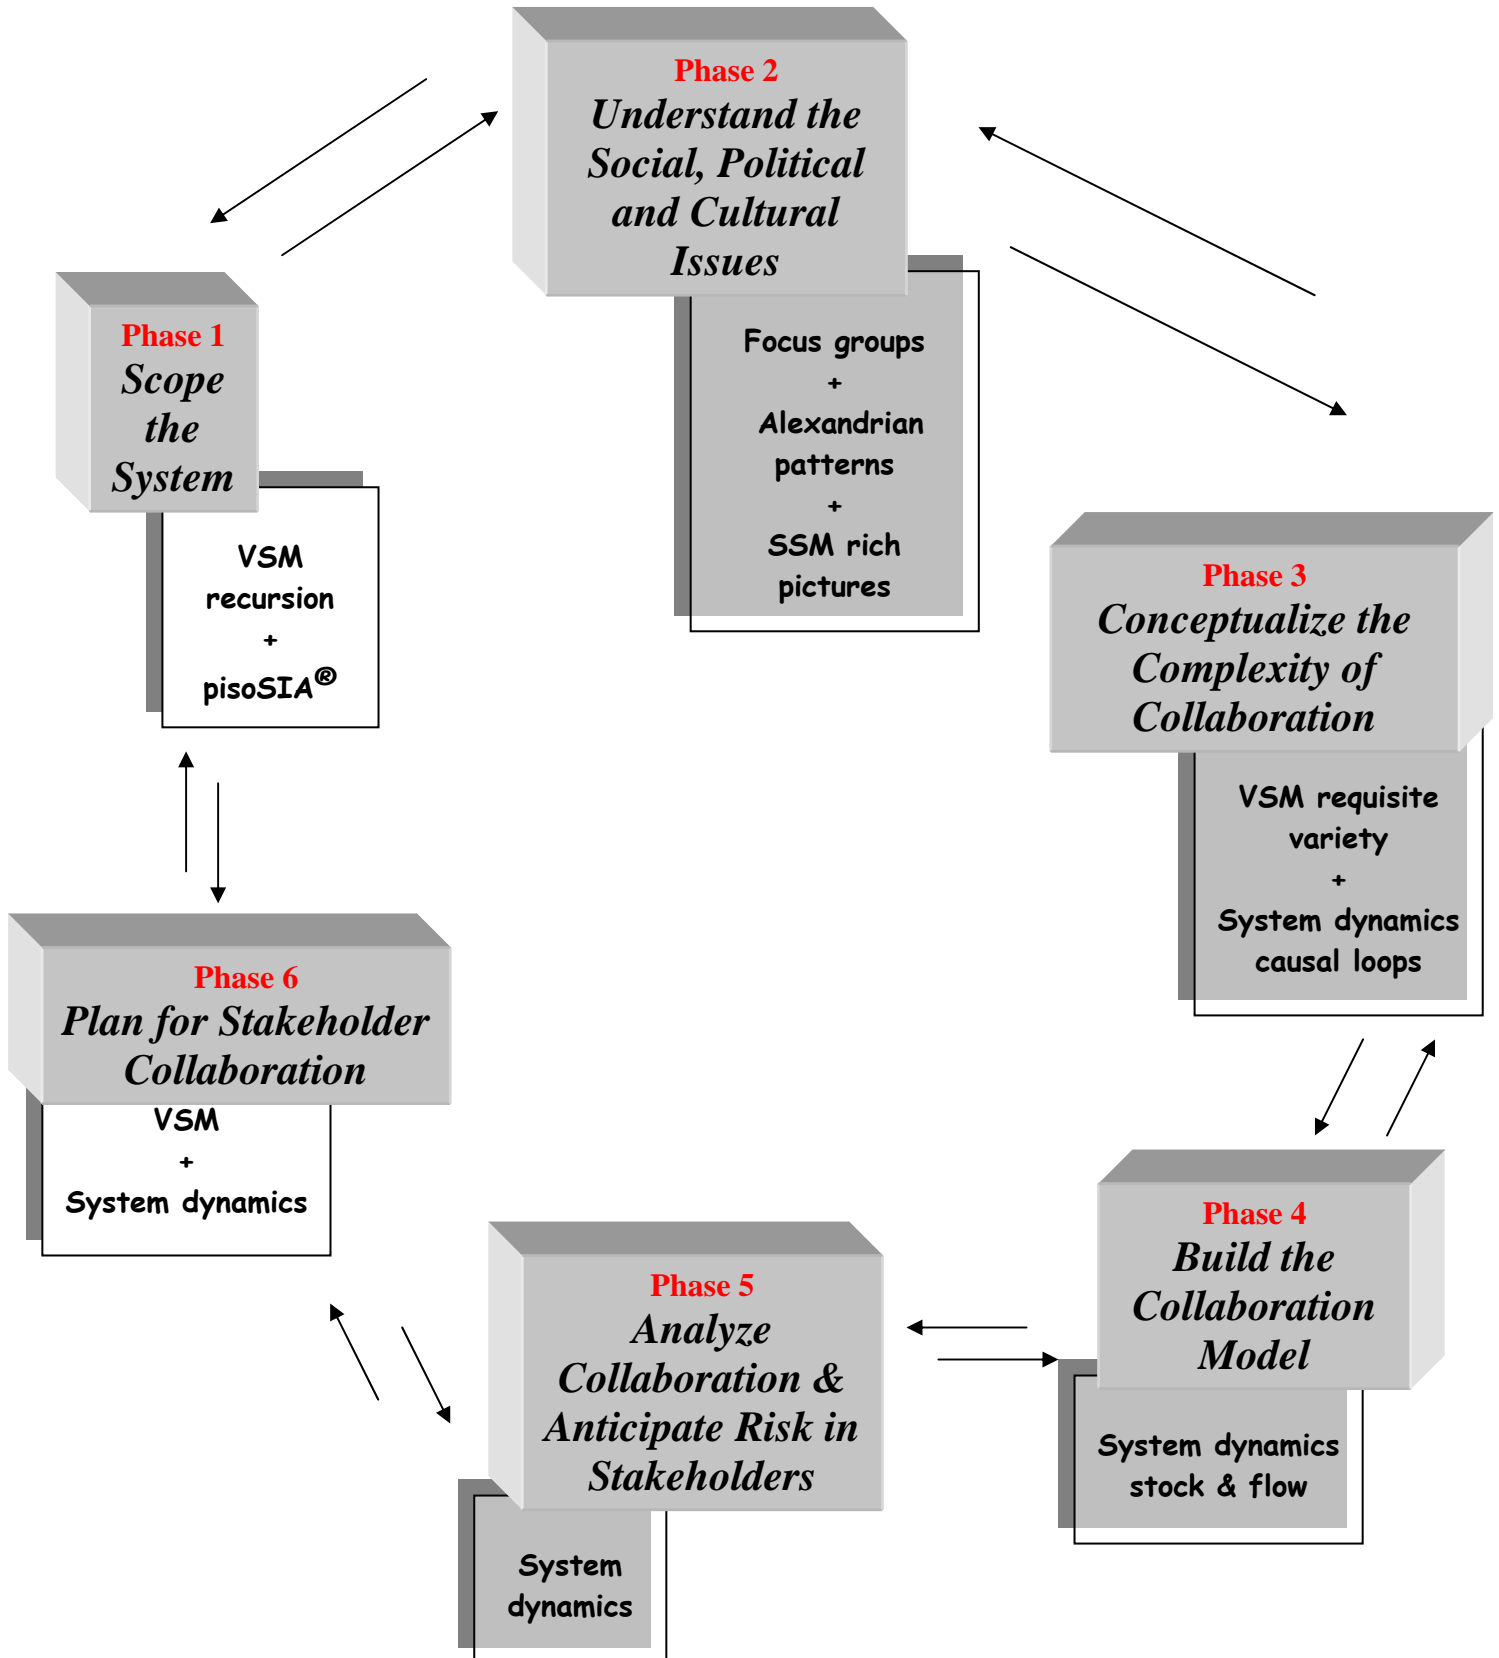 Phase 1
Scope
the
System
VSM
recursion
+
pisoSIA®
Phase 2
Understand the
Social, Political
and Cultural
Issues
Focus groups
+
Alexandrian
patterns
+
SSM rich
pictures
Phase 3
Conceptualize the
Complexity of
Collaboration
VSM requisite
variety
+
System dynamics
causal loops
Phase 4
Build the
Collaboration
Model
System dynamics
stock & flow
Phase 5
Analyze
Collaboration &
Anticipate Risk in
Stakeholders
System
dynamics
Phase 6
Plan for Stakeholder
Collaboration
VSM
+
System dynamics